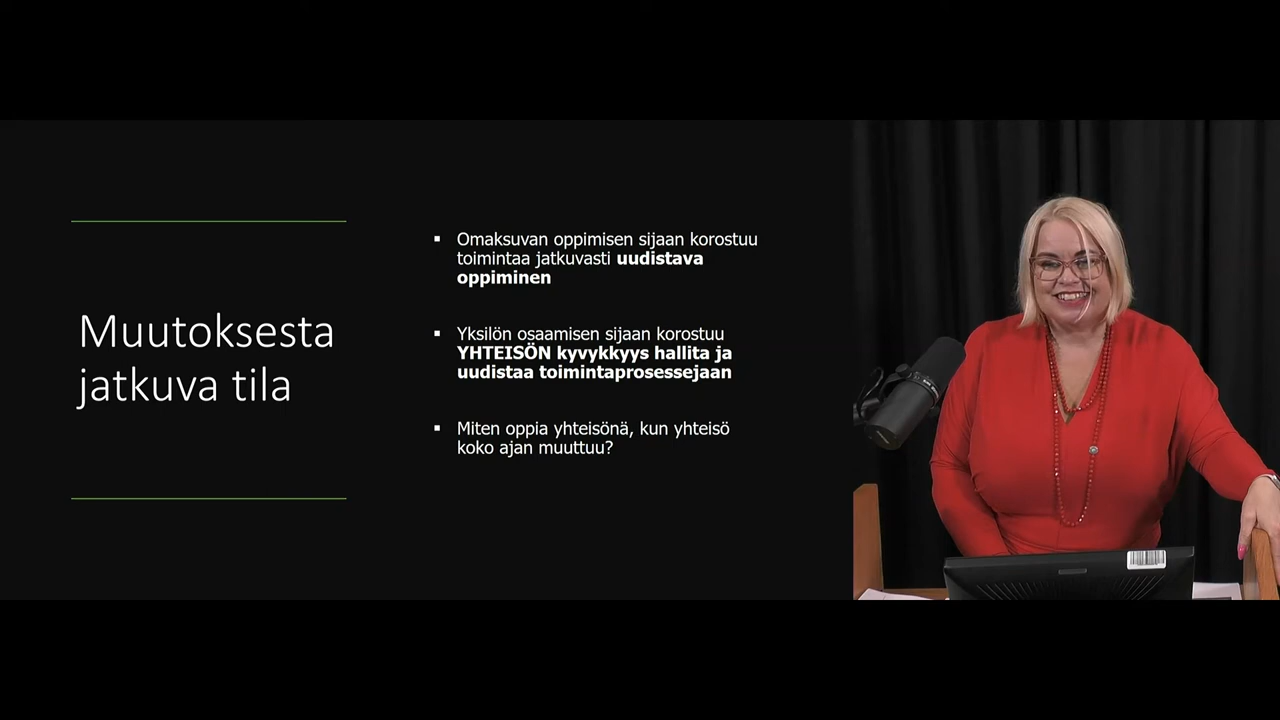 Muutoksesta
jatkuva tila
Omaksuvan oppimisen sijaan korostuu
toimintaa jatkuvasti uudistava
oppiminen
Yksilön osaamisen sijaan korostuu
YHTEISÖN kyvykkyys hallita ja
uudistaa toimintaprosessejaan
Miten oppia yhteisönä, kun yhteisö
koko ajan muuttuu?